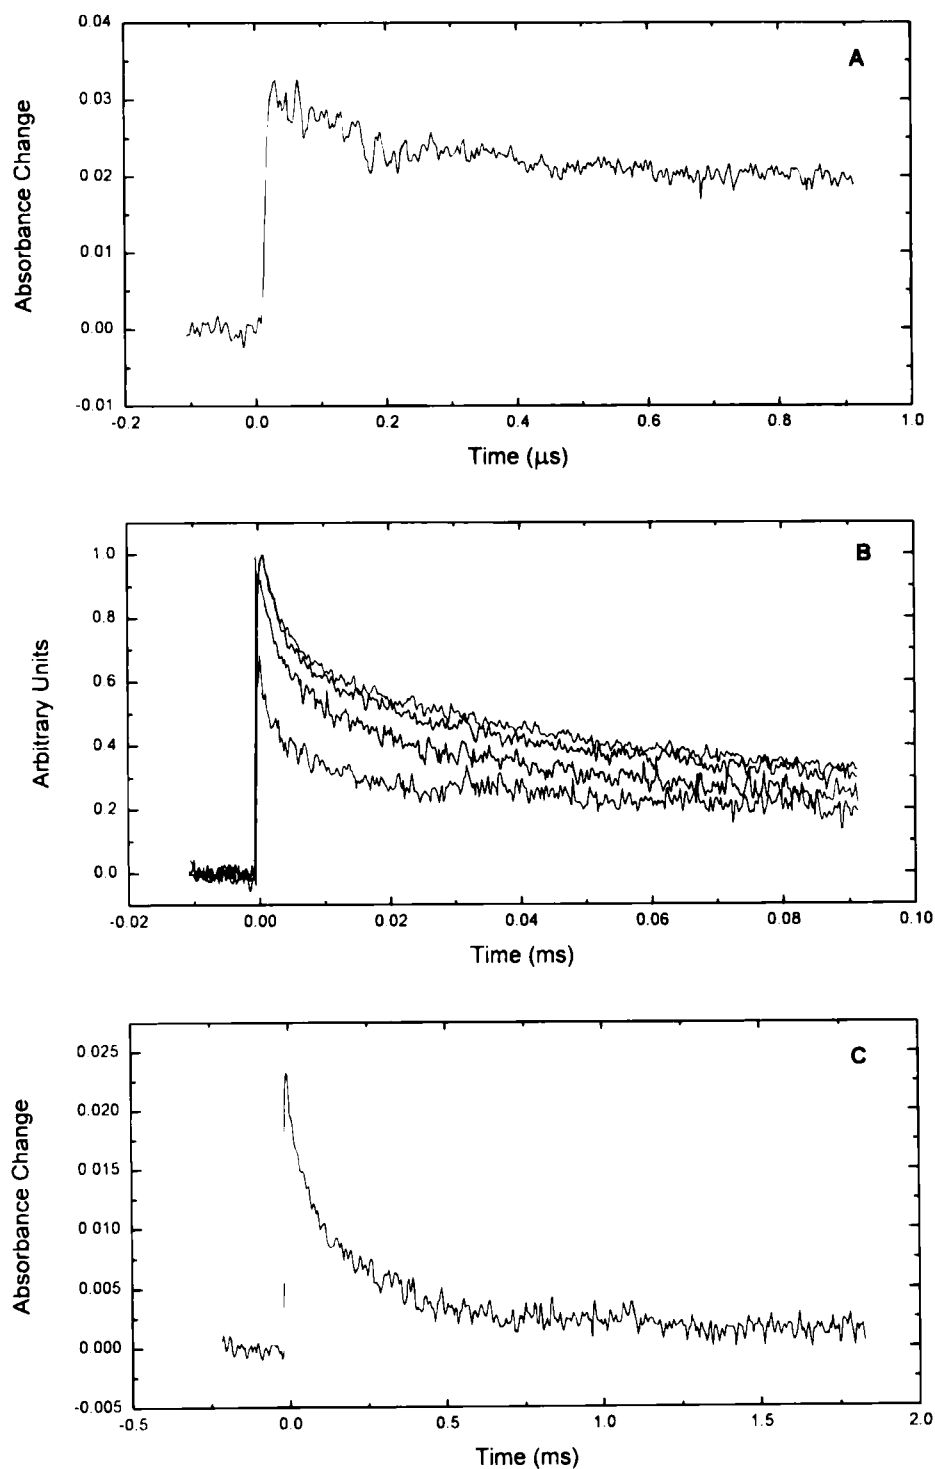 0.04
A
0.03
0.02
0.01
0.00
-0.01
Absorbance Change
-0.2 0.0 0.2 0.4 0.6 0.8 1.0
Time (μs)
B
1.0
0.8
0.6
0.4
0.2
0.0
Arbitrary Units
-0.02 0.00 0.02 0.04 0.06 0.08 0.10
Time (ms)
C
0.025
0.020
0.015
0.010
0.005
0.000
-0.005
Absorbance Change
-0.5 0.0 0.5 1.0 1.5 2.0
Time (ms)